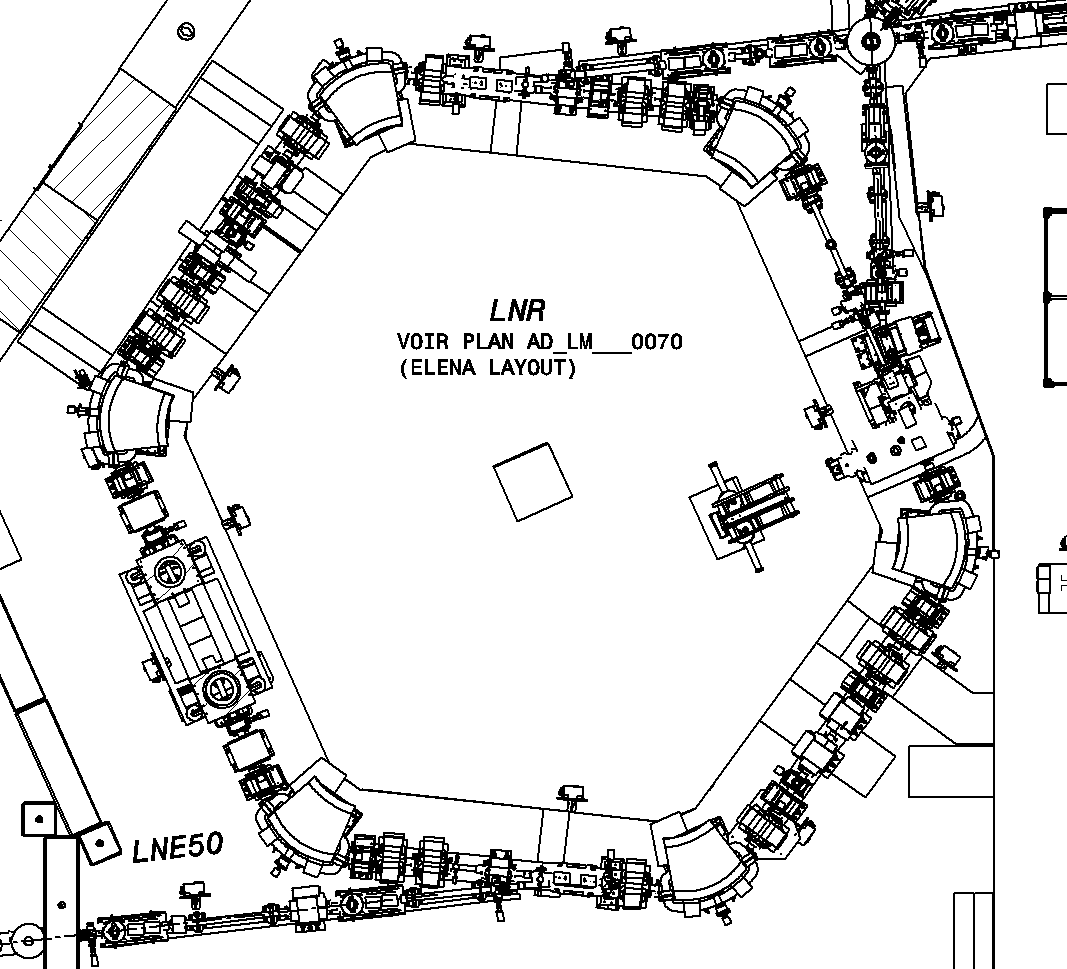 LNR
VOIR PLAN AD_LM___0070
(ELENA LAYOUT)
LNE50